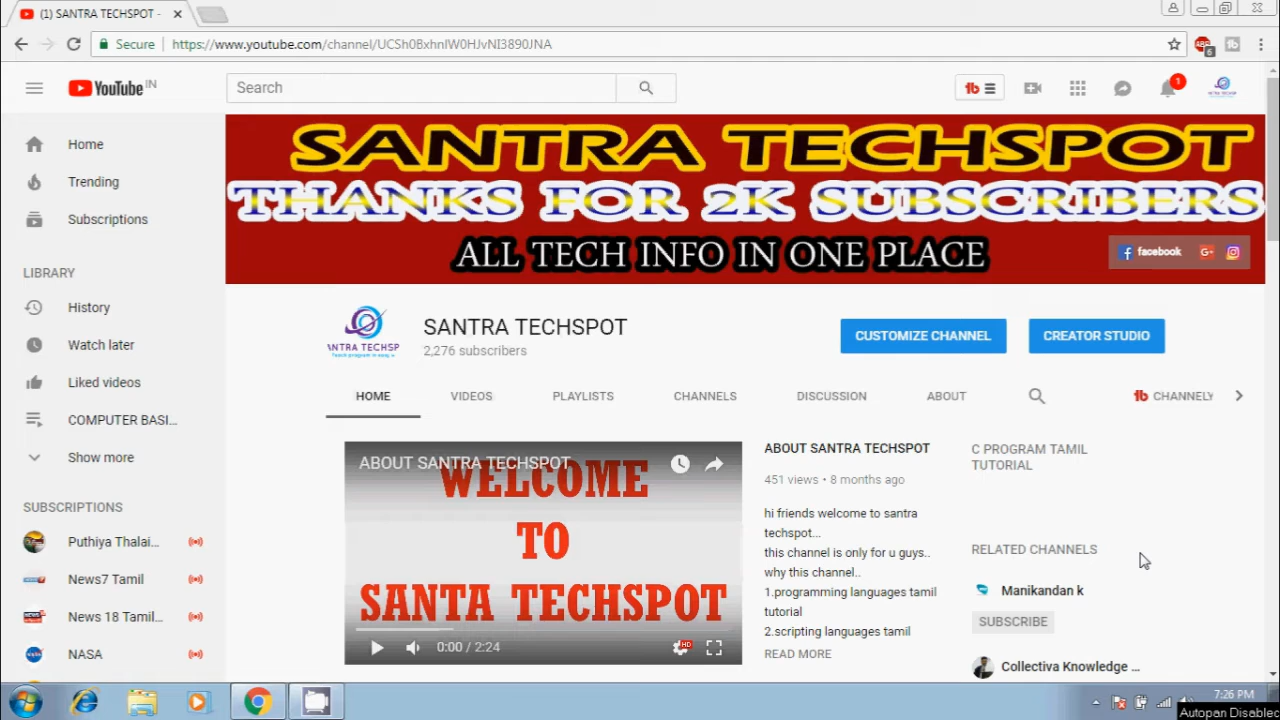 (1) SANTRA TECHSPOT -
Secure
https://www.youtube.com/channel/UCSh0BxhnIW0HJvNI3890JNA
ABP
6
YouTube IN
Search
1
Home
Trending
Subscriptions
LIBRARY
History
Watch later
Liked videos
COMPUTER BASI...
Show more
SUBSCRIPTIONS
Puthiya Thalai...
News7 Tamil
News 18 Tamil...
NASA
SANTRA TECHSPOT
THANKS FOR 2K SUBSCRIBERS
ALL TECH INFO IN ONE PLACE
facebook
G+
NTRA TECHSP
SANTRA TECHSPOT
2,276 subscribers
CUSTOMIZE CHANNEL
CREATOR STUDIO
HOME
VIDEOS
PLAYLISTS
CHANNELS
DISCUSSION
ABOUT
CHANNELY
ABOUT SANTRA TECHSPOT
WELCOME
TO
SANTA TECHSPOT
0:00 / 2:24
HD
ABOUT SANTRA TECHSPOT
451 views • 8 months ago
hi friends welcome to santra
techspot...
this channel is only for u guys..
why this channel..
1.programming languages tamil
tutorial
2.scripting languages tamil
READ MORE
C PROGRAM TAMIL
TUTORIAL
RELATED CHANNELS
Manikandan k
SUBSCRIBE
Collectiva Knowledge ...
7:26 PM
Autopan Disabled